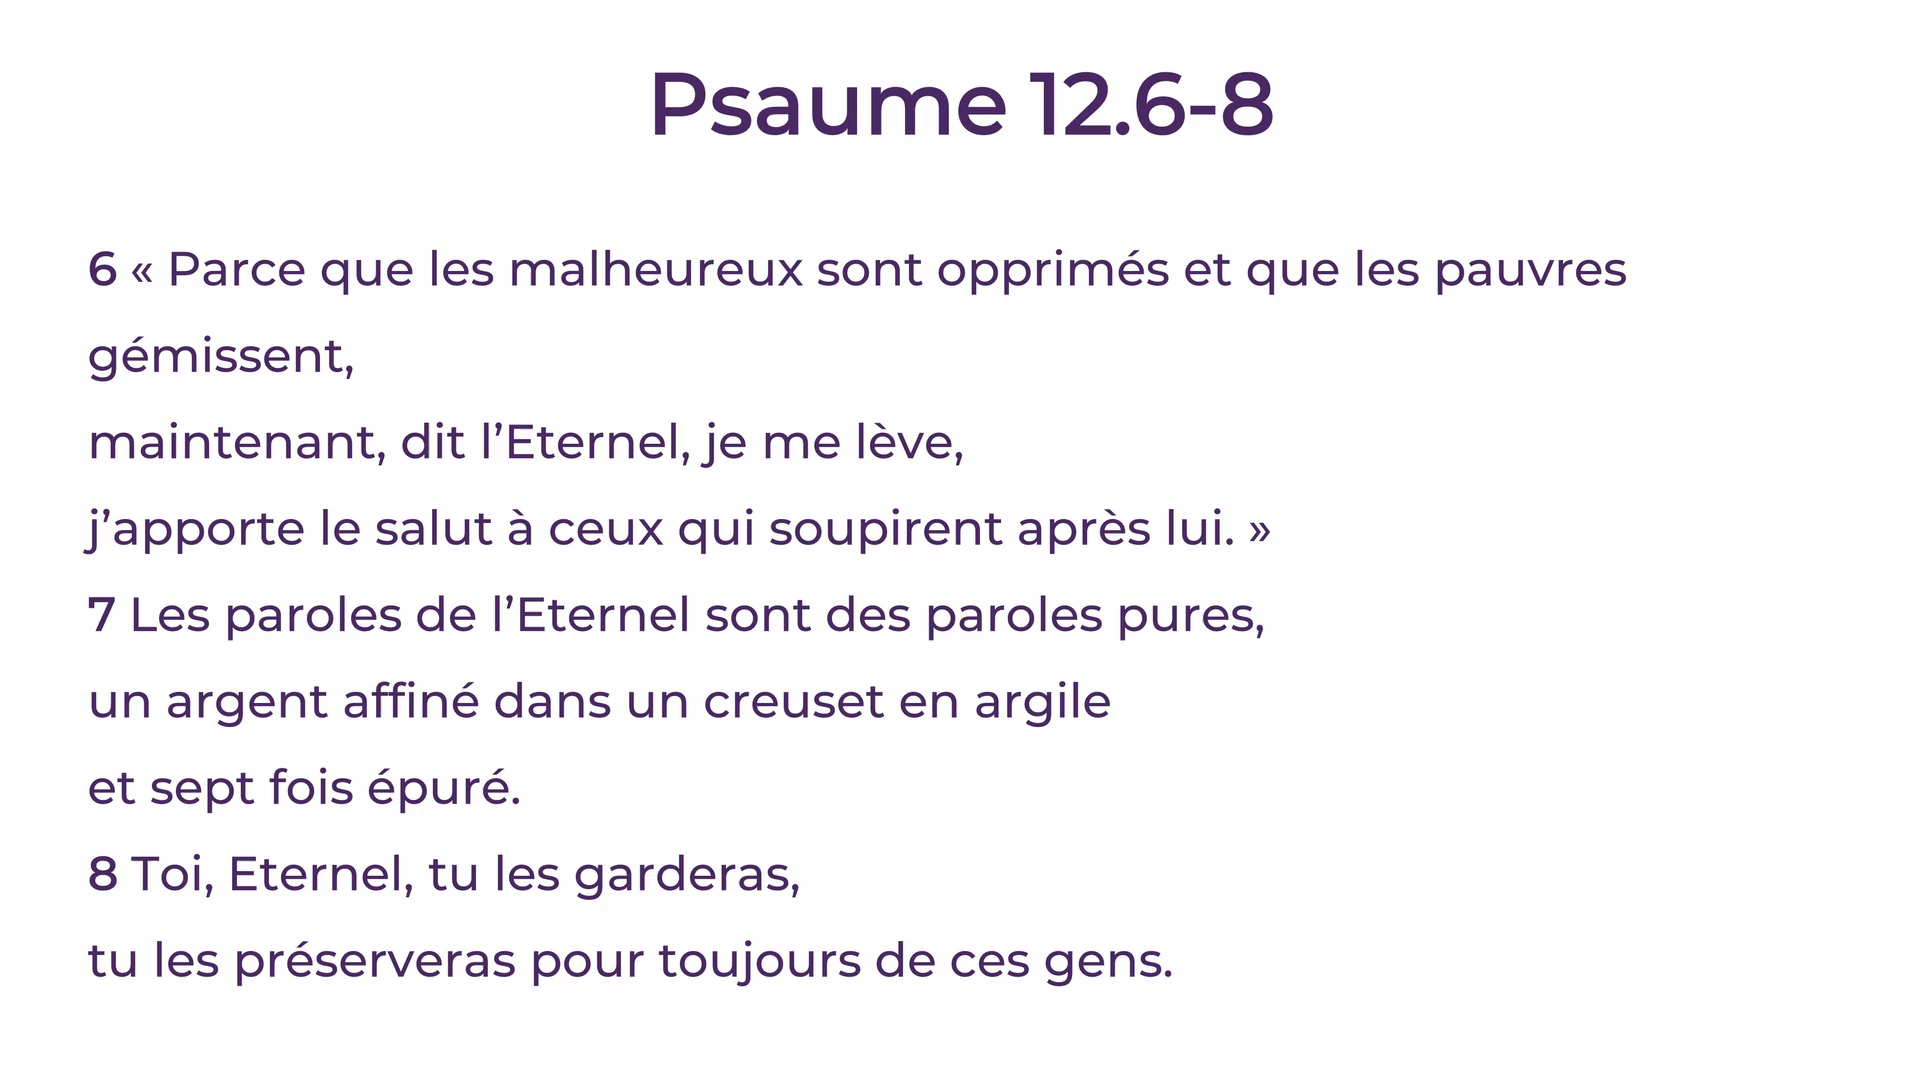 Psaume 12.6-8
6 « Parce que les malheureux sont opprimés et que les pauvres
gémissent,
maintenant, dit l’Eternel, je me lève,
j’apporte le salut à ceux qui soupirent après lui. »
7 Les paroles de l’Eternel sont des paroles pures,
un argent affiné dans un creuset en argile
et sept fois épuré.
8 Toi, Eternel, tu les garderas,
tu les préserveras pour toujours de ces gens.